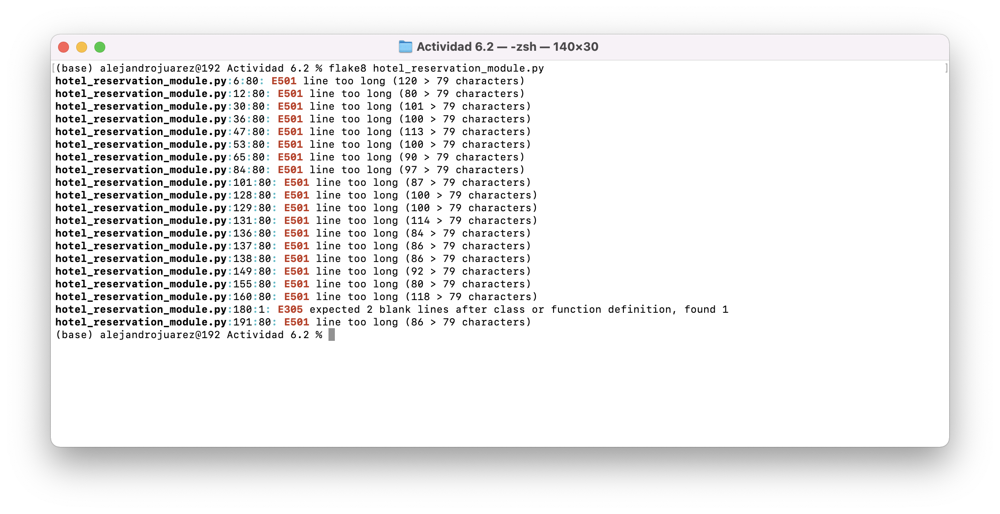 Actividad 6.2 — -zsh — 140×30
[(base) alejandrojuarez@192 Actividad 6.2 % flake8 hotel_reservation_module.py ]
hotel_reservation_module.py:6:80: E501 line too long (120 > 79 characters)
hotel_reservation_module.py:12:80: E501 line too long (80 > 79 characters)
hotel_reservation_module.py:30:80: E501 line too long (101 > 79 characters)
hotel_reservation_module.py:36:80: E501 line too long (100 > 79 characters)
hotel_reservation_module.py:47:80: E501 line too long (113 > 79 characters)
hotel_reservation_module.py:53:80: E501 line too long (100 > 79 characters)
hotel_reservation_module.py:65:80: E501 line too long (90 > 79 characters)
hotel_reservation_module.py:84:80: E501 line too long (97 > 79 characters)
hotel_reservation_module.py:101:80: E501 line too long (87 > 79 characters)
hotel_reservation_module.py:128:80: E501 line too long (100 > 79 characters)
hotel_reservation_module.py:129:80: E501 line too long (100 > 79 characters)
hotel_reservation_module.py:131:80: E501 line too long (114 > 79 characters)
hotel_reservation_module.py:136:80: E501 line too long (84 > 79 characters)
hotel_reservation_module.py:137:80: E501 line too long (86 > 79 characters)
hotel_reservation_module.py:138:80: E501 line too long (86 > 79 characters)
hotel_reservation_module.py:149:80: E501 line too long (92 > 79 characters)
hotel_reservation_module.py:155:80: E501 line too long (80 > 79 characters)
hotel_reservation_module.py:160:80: E501 line too long (118 > 79 characters)
hotel_reservation_module.py:180:1: E305 expected 2 blank lines after class or function definition, found 1
hotel_reservation_module.py:191:80: E501 line too long (86 > 79 characters)
(base) alejandrojuarez@192 Actividad 6.2 %